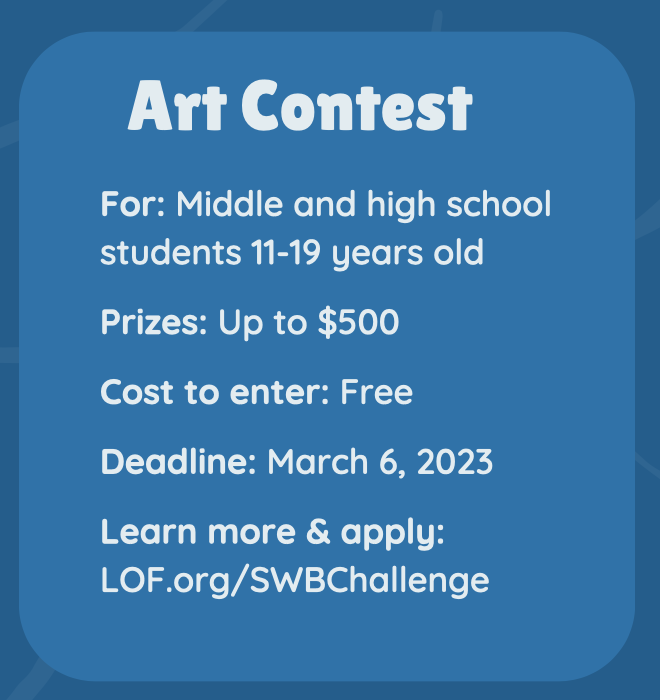 Art Contest
For: Middle and high school
students 11-19 years old
Prizes: Up to $500
Cost to enter: Free
Deadline: March 6, 2023
Learn more & apply:
LOF.org/SWBChallenge